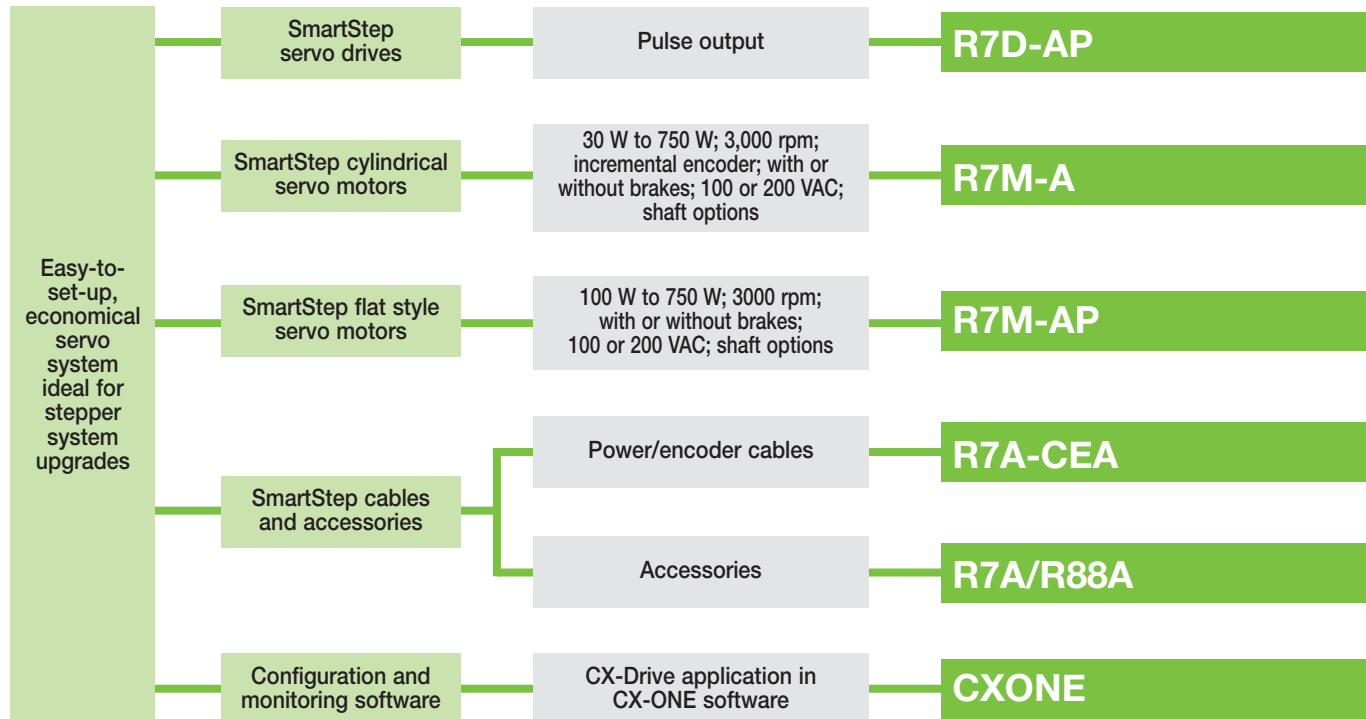 Easy-to-
set-up,
economical
servo
system
ideal for
stepper
system
upgrades
SmartStep
servo drives
Pulse output
R7D-AP
SmartStep cylindrical
servo motors
30 W to 750 W; 3,000 rpm;
incremental encoder; with or
without brakes; 100 or 200 VAC;
shaft options
R7M-A
SmartStep flat style
servo motors
100 W to 750 W; 3000 rpm;
with or without brakes;
100 or 200 VAC; shaft options
R7M-AP
SmartStep cables
and accessories
Power/encoder cables
R7A-CEA
Accessories
R7A/R88A
Configuration and
monitoring software
CX-Drive application in
CX-ONE software
CXONE